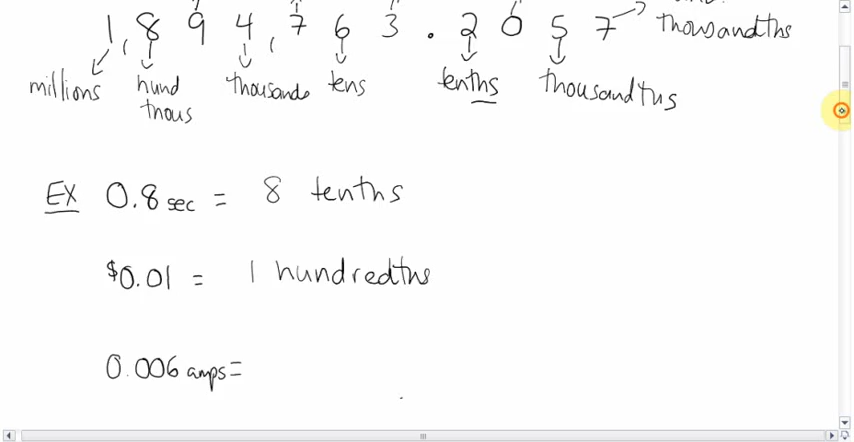 1,894,763.2057 thousandths
millions hund thous thousands tens tenths thousandths
EX 0.8 sec = 8 tenths
$0.01 = 1 hundredths
0.006 amps =